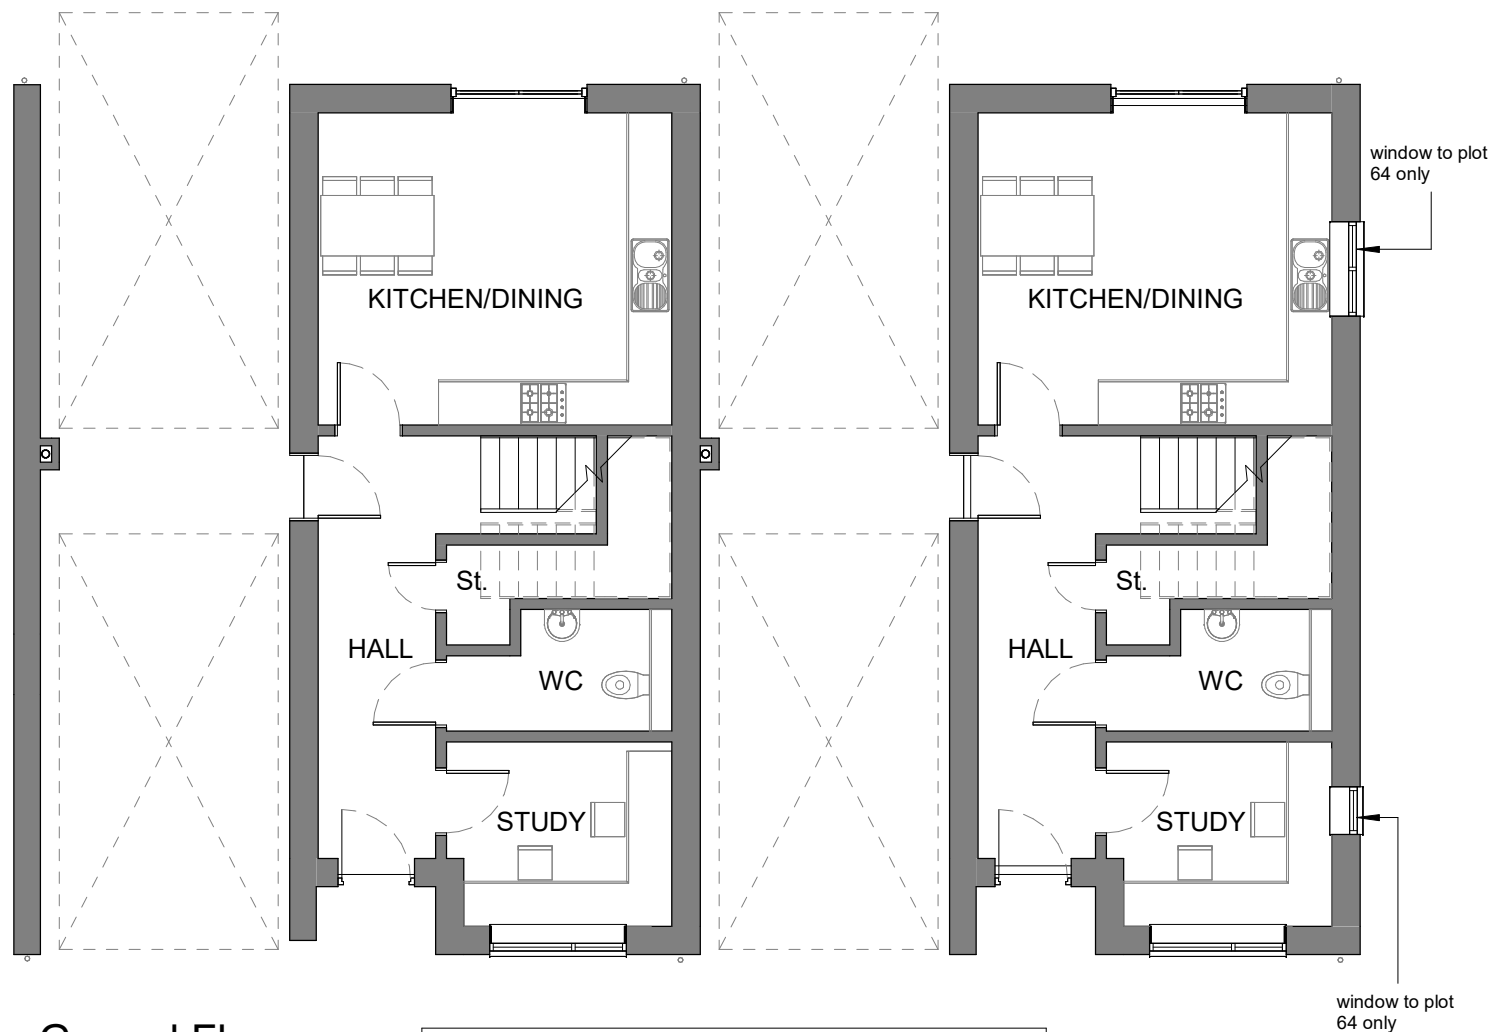 window to plot
64 only
KITCHEN/DINING
KITCHEN/DINING
St.
St.
HALL
HALL
WC
WC
STUDY
STUDY
window to plot
64 only